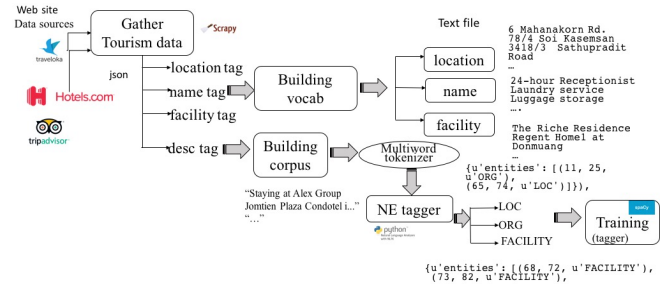 Web site
Data sources
Gather
Tourism data
Scrapy
Text file
6 Mahanakorn Rd.
78/4 Soi Kasemsan
3418/3 Sathupradit
Road
…
traveloka
json
location tag
name tag
facility tag
Building
vocab
location
name
facility
24-hour Receptionist
Laundry service
Luggage storage
….
Hotels.com
tripadvisor
The Riche Residence
Regent Home1 at
Donmuang
…
desc tag
Building
corpus
Multiword
tokenizer
{u'entities': [(11, 25,
u'ORG'),
(65, 74, u'LOC')]}),
“Staying at Alex Group
Jomtien Plaza Condotel i...”
“…”
NE tagger
python
LOC
ORG
FACILITY
spaCy
Training
(tagger)
{u'entities': [(68, 72, u'FACILITY'),
(73, 82, u'FACILITY'),